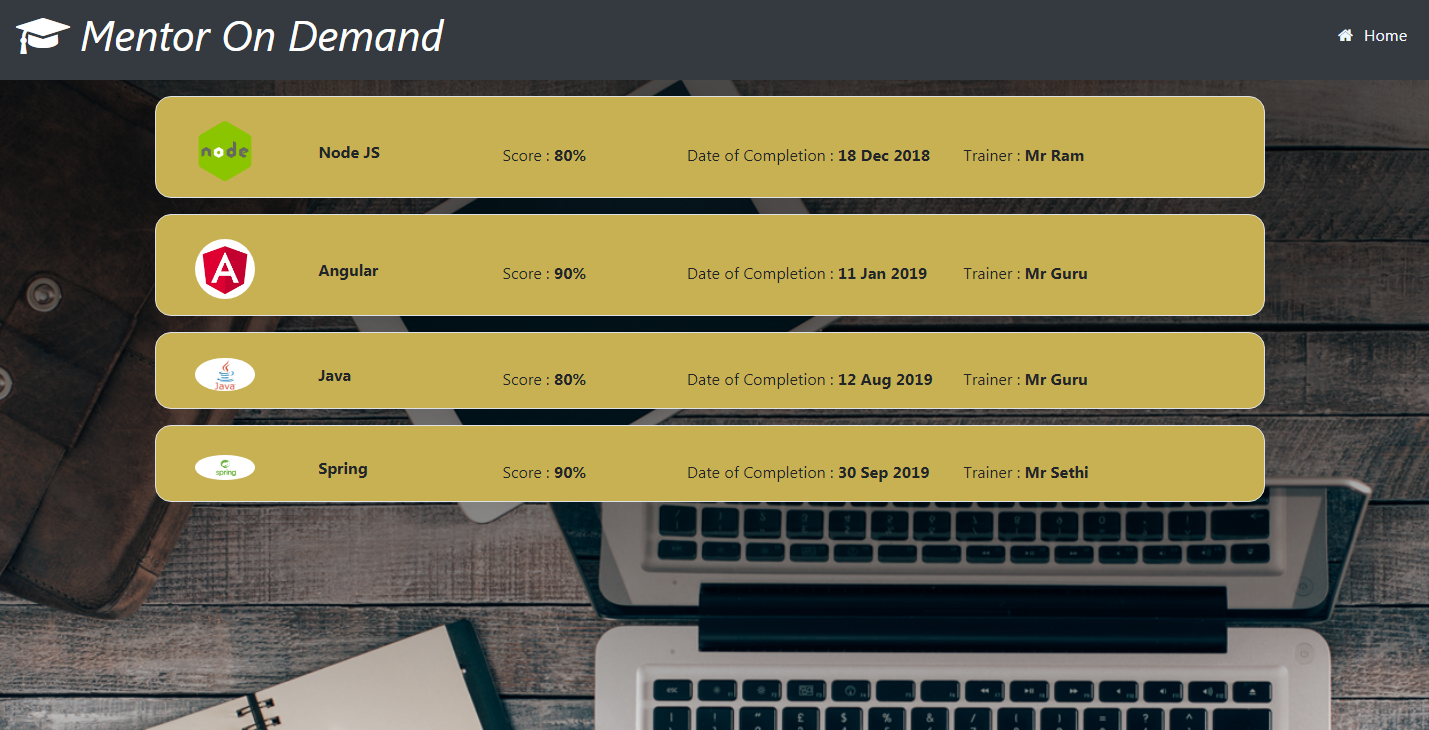 Mentor On Demand
Home
node
Node JS
Score : 80%
Date of Completion : 18 Dec 2018
Trainer : Mr Ram
Angular
Score : 90%
Date of Completion : 11 Jan 2019
Trainer : Mr Guru
Java
Java
Score : 80%
Date of Completion : 12 Aug 2019
Trainer : Mr Guru
spring
Spring
Score : 90%
Date of Completion : 30 Sep 2019
Trainer : Mr Sethi
esc